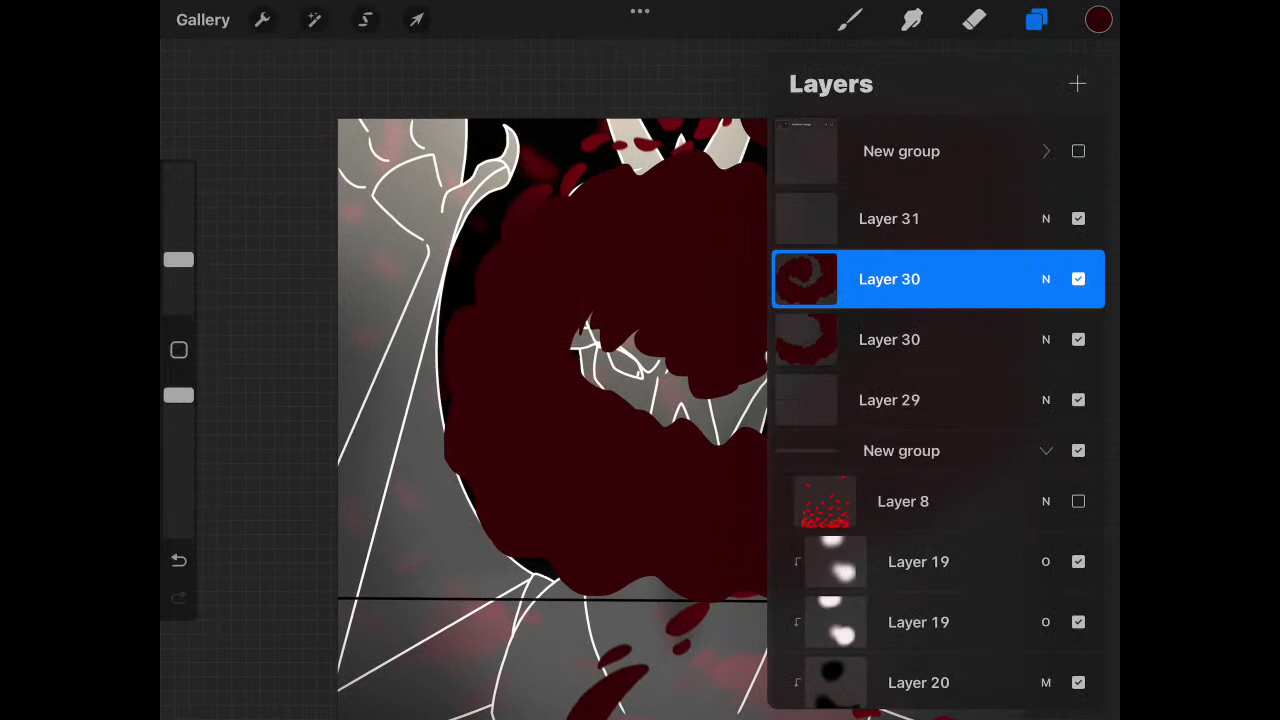 Gallery
Layers
New group
Layer 31 N
Layer 30 N
Layer 30 N
Layer 29 N
New group
Layer 8 N
Layer 19 O
Layer 19 O
Layer 20 M